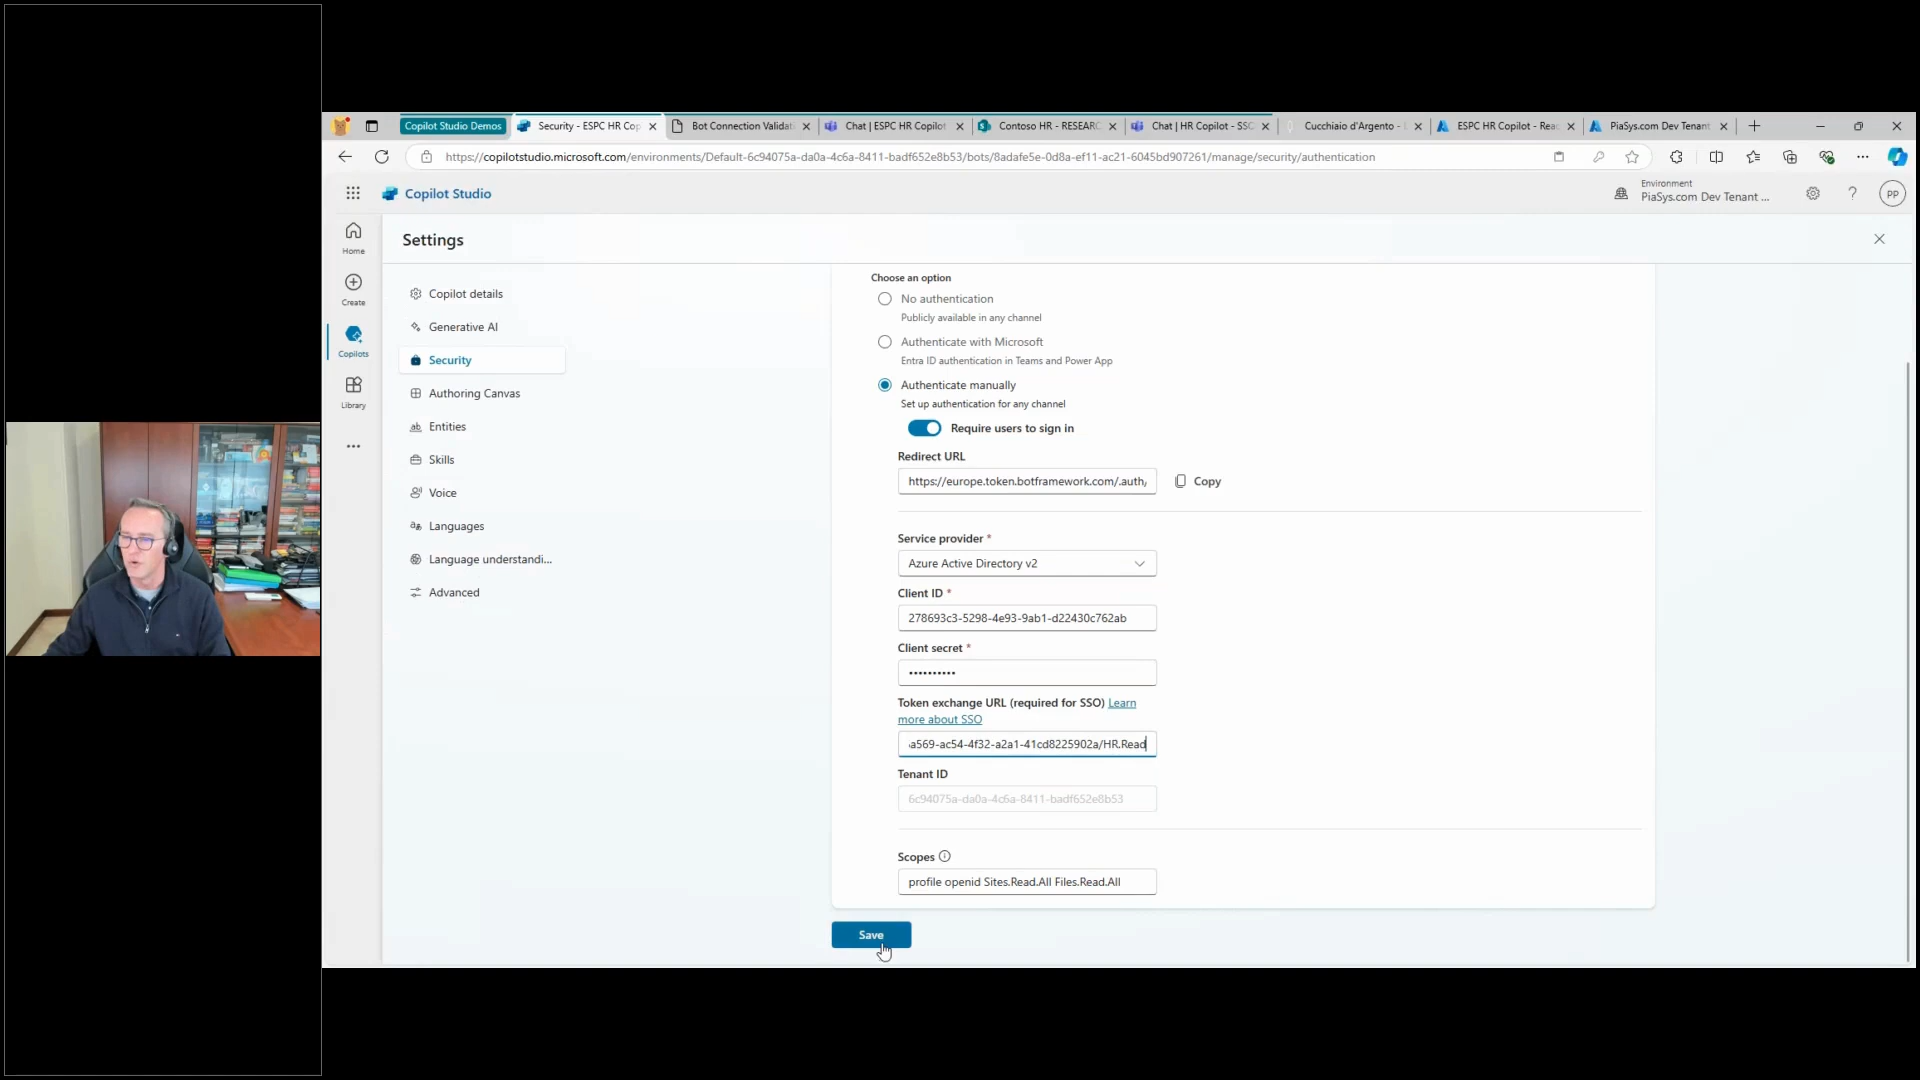 Copilot Studio Demos
Security - ESPC HR Cop
Bot Connection Validati
Chat | ESPC HR Copilot
Contoso HR - RESEARC
Chat | HR Copilot - SSC
Cucchiaio d'Argento -
ESPC HR Copilot - Rea
PiaSys.com Dev Tenant
https://copilotstudio.microsoft.com/environments/Default-6c94075a-da0a-4c6a-8411-badf652e8b53/bots/8adafe5e-0d8a-ef11-ac21-6045bd907261/manage/security/authentication
Copilot Studio
Environment
PiaSys.com Dev Tenant ...
PP
Home
Create
Copilots
Library
Settings
Copilot details
Generative AI
Security
Authoring Canvas
Entities
Skills
Voice
Languages
Language understandi...
Advanced
Choose an option
No authentication
Publicly available in any channel
Authenticate with Microsoft
Entra ID authentication in Teams and Power App
Authenticate manually
Set up authentication for any channel
Require users to sign in
Redirect URL
https://europe.token.botframework.com/.auth/
Copy
Service provider *
Azure Active Directory v2
Client ID *
278693c3-5298-4e93-9ab1-d22430c762ab
Client secret *
••••••••••
Token exchange URL (required for SSO) Learn
more about SSO
a569-ac54-4f32-a2a1-41cd8225902a/HR.Read
Tenant ID
6c94075a-da0a-4c6a-8411-badf652e8b53
Scopes
profile openid Sites.Read.All Files.Read.All
Save